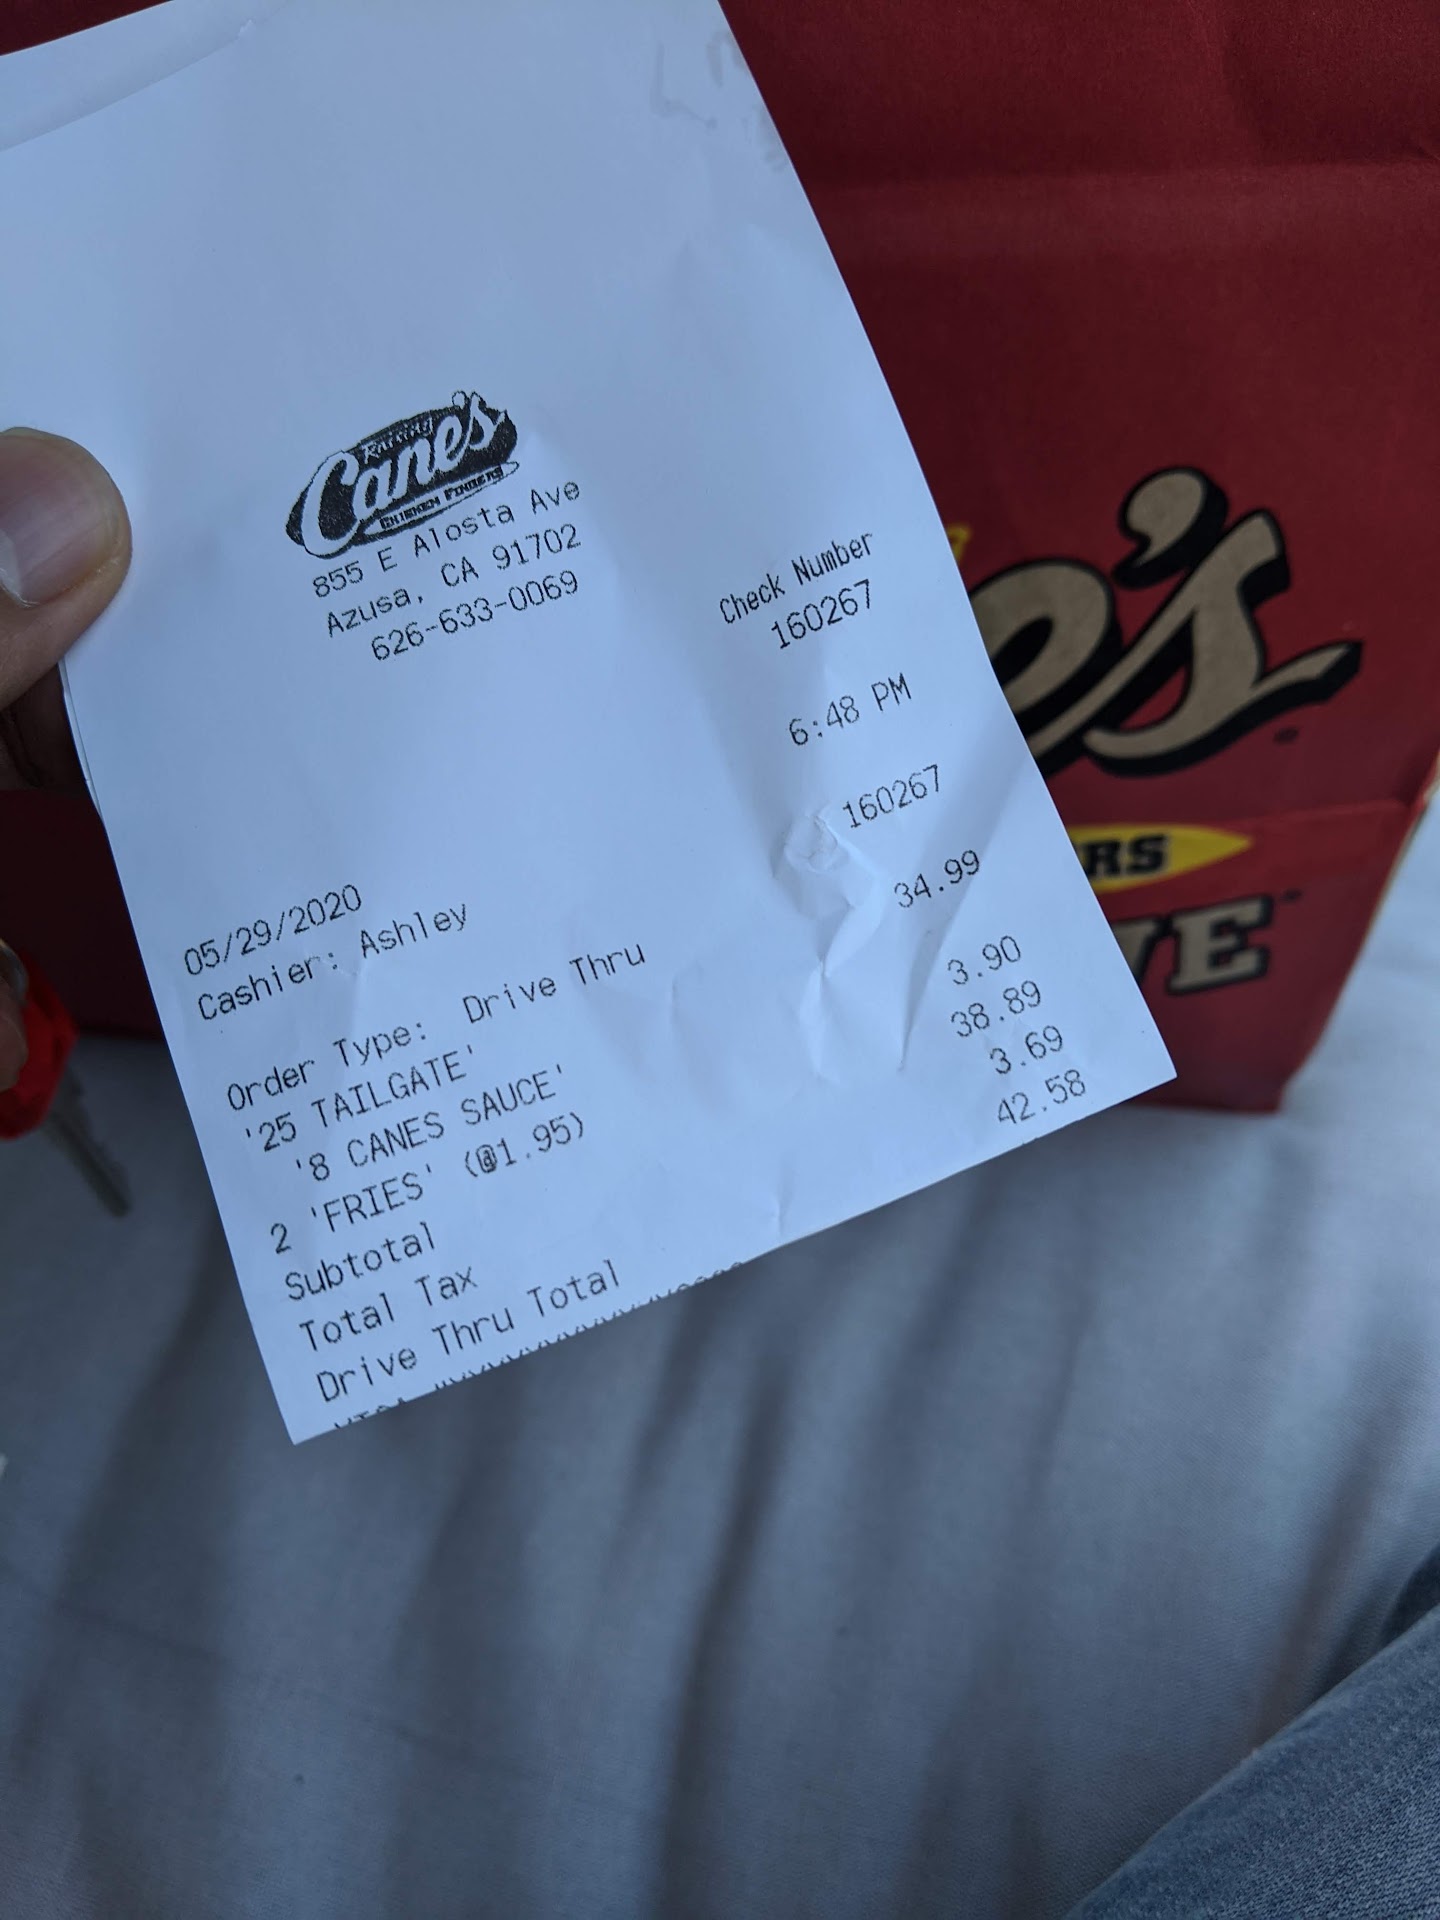 Raising
Cane's
CHICKEN FINGERS
855 E Alosta Ave
Azusa, CA 91702
626-633-0069
Check Number
160267
05/29/2020 6:48 PM
Cashier: Ashley 160267
Order Type: Drive Thru
'25 TAILGATE' 34.99
'8 CANES SAUCE'
2 'FRIES' (@1.95) 3.90
Subtotal 38.89
Total Tax 3.69
Drive Thru Total 42.58
e's
RS
VE